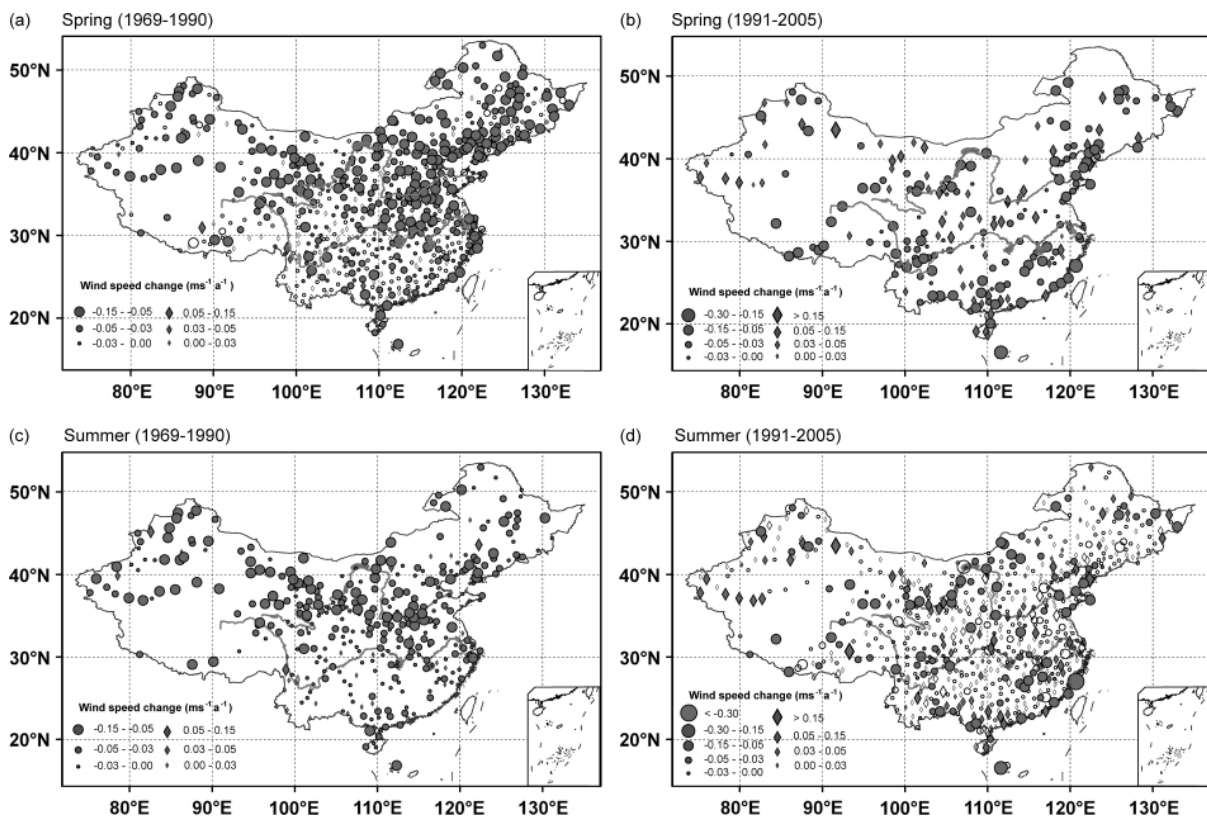 (a) Spring (1969-1990)
50°N
40°N
30°N
20°N
Wind speed change (ms⁻¹a⁻¹)
-0.15 - -0.05
-0.05 - -0.03
-0.03 - 0.00
0.05 - 0.15
0.03 - 0.05
0.00 - 0.03
80°E 90°E 100°E 110°E 120°E 130°E
(b) Spring (1991-2005)
50°N
40°N
30°N
20°N
Wind speed change (ms⁻¹a⁻¹)
-0.30 - -0.15
-0.15 - -0.05
-0.05 - -0.03
-0.03 - 0.00
> 0.15
0.05 - 0.15
0.03 - 0.05
0.00 - 0.03
80°E 90°E 100°E 110°E 120°E 130°E
(c) Summer (1969-1990)
50°N
40°N
30°N
20°N
Wind speed change (ms⁻¹a⁻¹)
-0.15 - -0.05
-0.05 - -0.03
-0.03 - 0.00
0.05 - 0.15
0.03 - 0.05
0.00 - 0.03
80°E 90°E 100°E 110°E 120°E 130°E
(d) Summer (1991-2005)
50°N
40°N
30°N
20°N
Wind speed change (ms⁻¹a⁻¹)
< -0.30
-0.30 - -0.15
-0.15 - -0.05
-0.05 - -0.03
-0.03 - 0.00
> 0.15
0.05 - 0.15
0.03 - 0.05
0.00 - 0.03
80°E 90°E 100°E 110°E 120°E 130°E